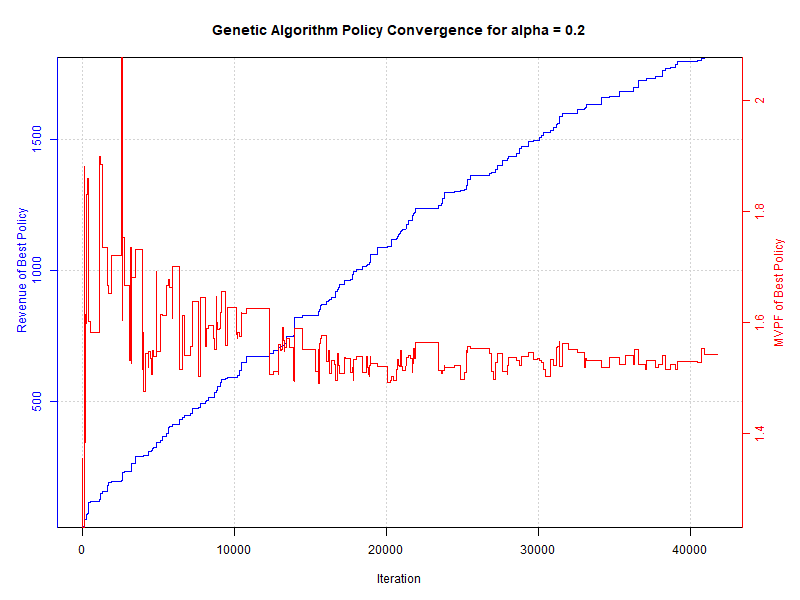 Genetic Algorithm Policy Convergence for alpha = 0.2
Revenue of Best Policy
1500
1000
500
2
1.8
1.6
1.4
MVPF of Best Policy
0 10000 20000 30000 40000
Iteration